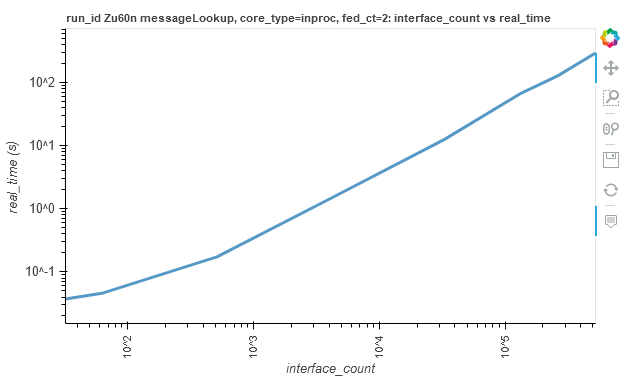 run_id Zu60n messageLookup, core_type=inproc, fed_ct=2: interface_count vs real_time
real_time (s)
10^2
10^1
10^0
10^-1
10^2
10^3
10^4
10^5
interface_count